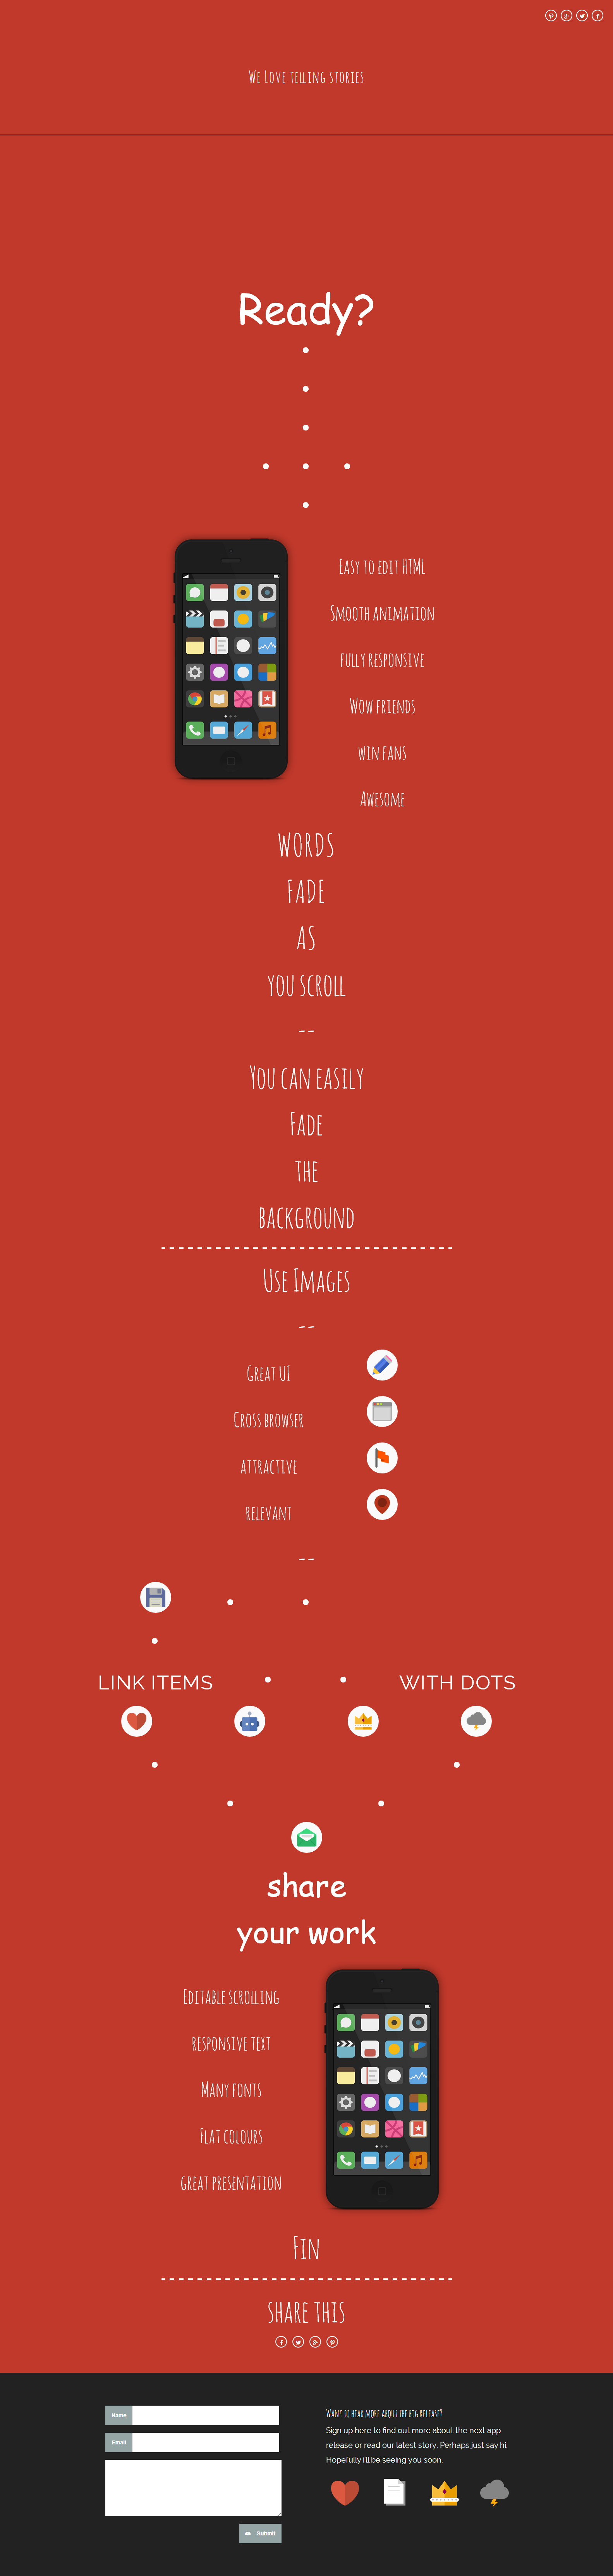 We Love telling stories
Ready?
Easy to edit HTML
Smooth animation
fully responsive
Wow friends
win fans
Awesome
words
fade
as
you scroll
--
You can easily
Fade
the
background
Use Images
--
Great UI
Cross browser
attractive
relevant
--
LINK ITEMS
WITH DOTS
share
your work
Editable scrolling
responsive text
Many fonts
Flat colours
great presentation
Fin
share this
Name
Email
Submit
Want to hear more about the big release?
Sign up here to find out more about the next app
release or read our latest story. Perhaps just say hi.
Hopefully i'll be seeing you soon.